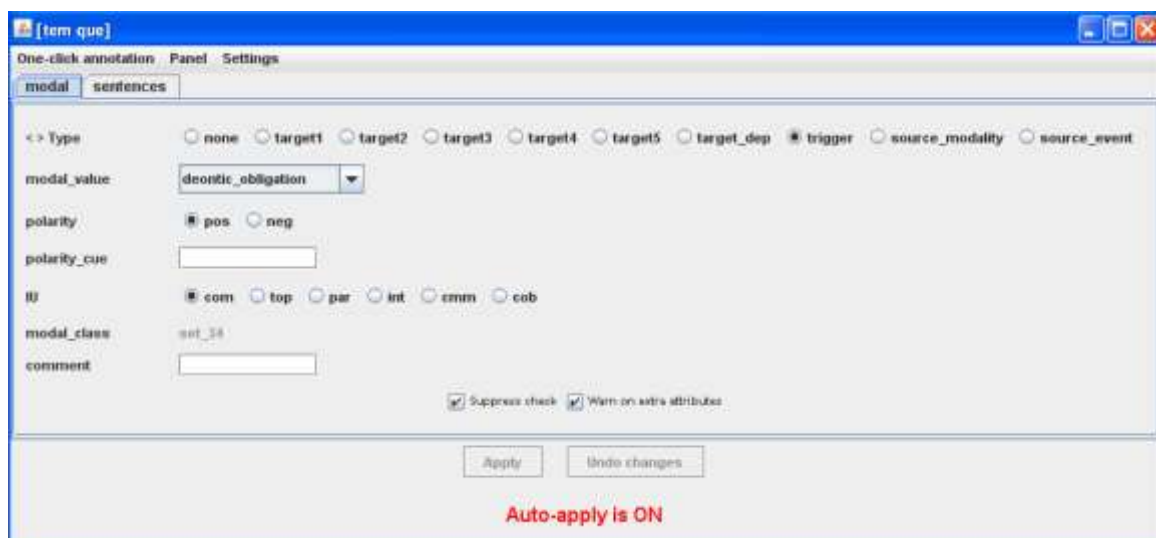 [tem que]
One-click annotation Panel Settings
modal sentences
<> Type none target1 target2 target3 target4 target5 target_dep trigger source_modality source_event
modal_value deontic_obligation
polarity pos neg
polarity_cue
IU com top par int cmm cob
modal_class set_34
comment
Suppress check Warn on extra attributes
Apply Undo changes
Auto-apply is ON